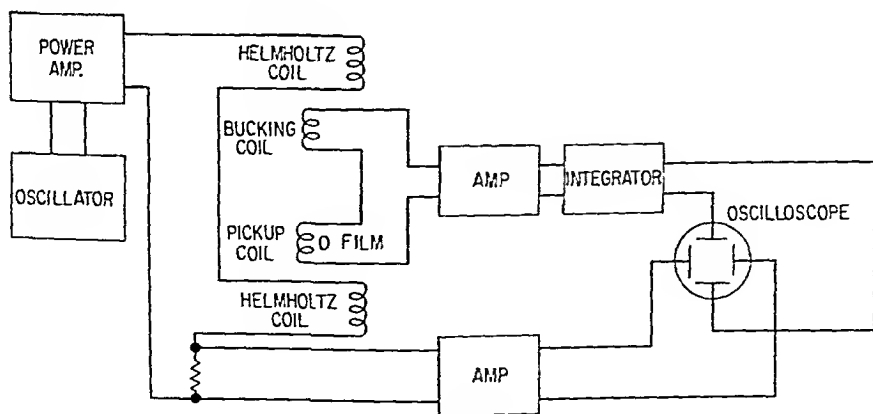 POWER
AMP.
HELMHOLTZ
COIL
BUCKING
COIL
AMP
INTEGRATOR
OSCILLATOR
OSCILLOSCOPE
PICKUP
COIL
O FILM
HELMHOLTZ
COIL
AMP